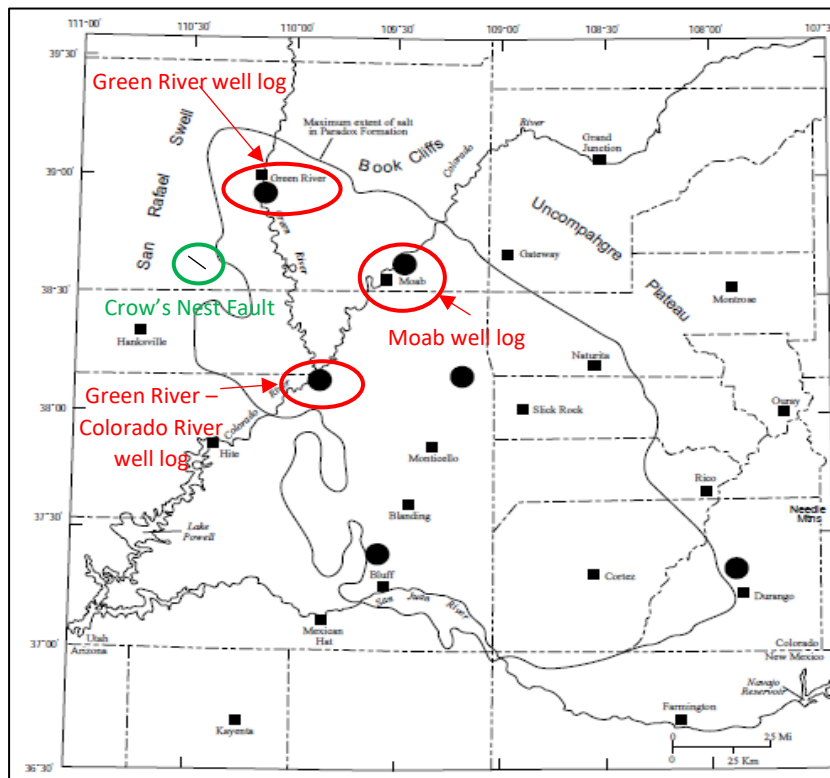 111°00'
110°30'
110°00'
109°30'
109°00'
108°30'
108°00'
107°30'
39°30'
39°00'
38°30'
38°00'
37°30'
37°00'
36°30'
Green River well log
Maximum extent of salt
in Paradox Formation
San Rafael Swell
Book Cliffs
Colorado
River
Grand
Junction
Green River
Green
River
Uncompahgre
Plateau
Gateway
Montrose
Moab
Crow's Nest Fault
Moab well log
Hanksville
Green River –
Colorado River
well log
Colorado
River
Hite
Naturita
Slick Rock
Ouray
Monticello
Rico
Blanding
Needle
Mtns
Lake
Powell
Bluff
San Juan River
Cortez
Durango
Mexican
Hat
Utah
Arizona
Colorado
New Mexico
Navajo
Reservoir
Farmington
Kayenta
0
25 Mi
0
25 Km